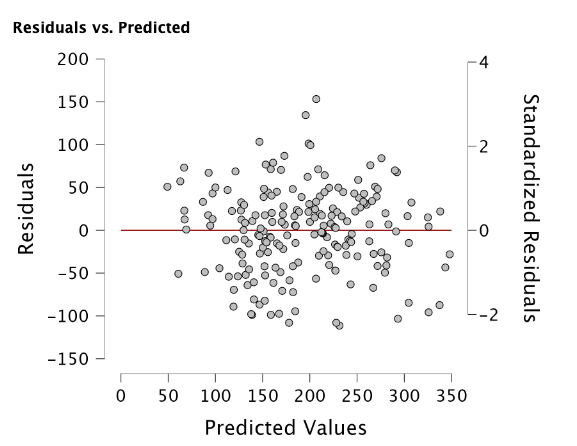 Residuals vs. Predicted
200
150
100
50
0
−50
−100
−150
Residuals
4
2
0
−2
Standardized Residuals
0 50 100 150 200 250 300 350
Predicted Values